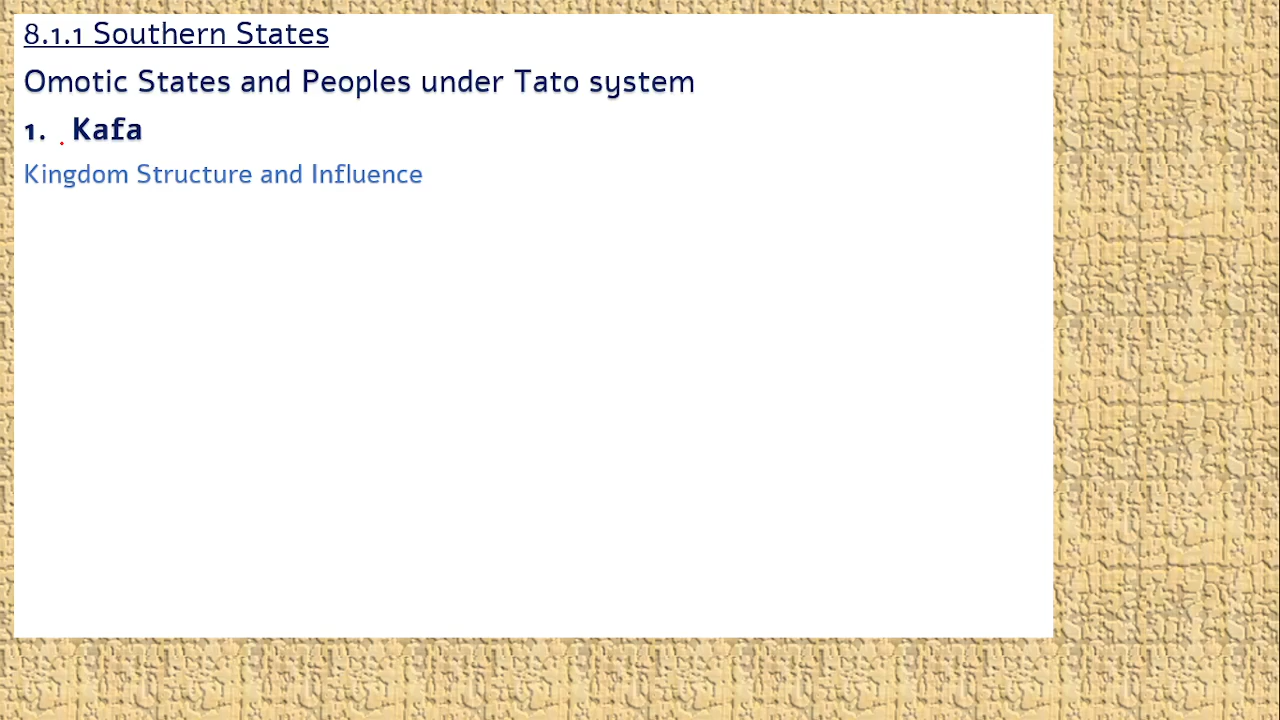 8.1.1 Southern States
Omotic States and Peoples under Tato system
1. Kafa
Kingdom Structure and Influence